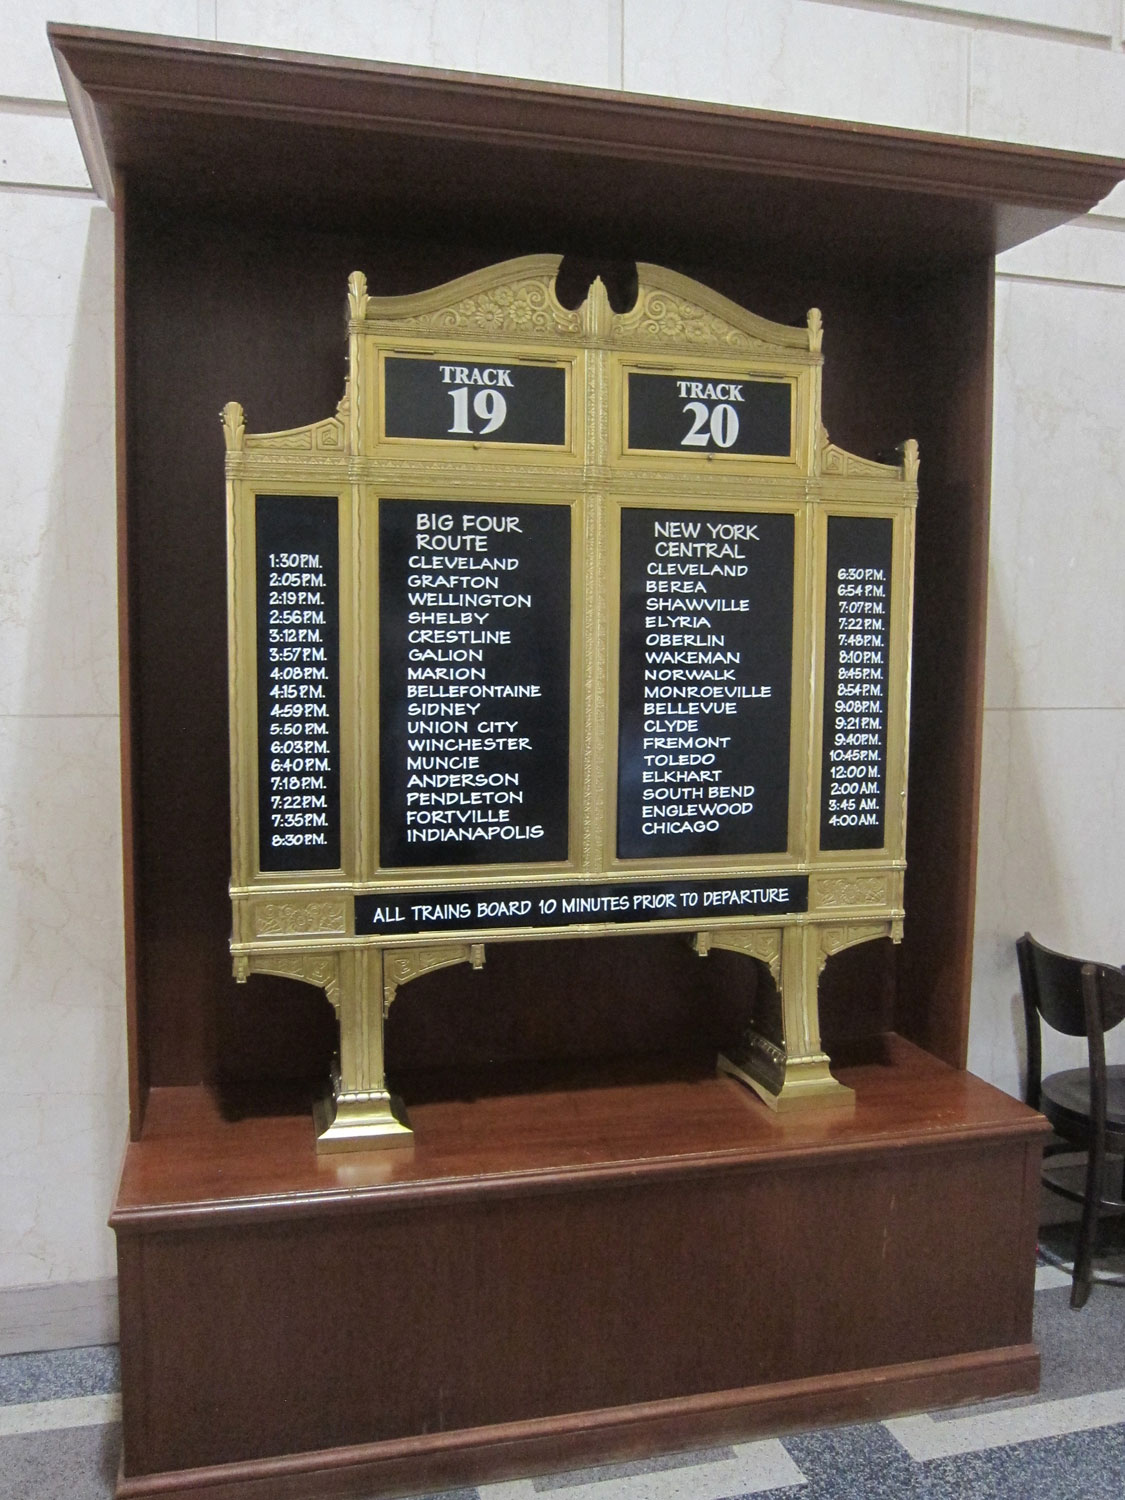 TRACK
19
TRACK
20
BIG FOUR
ROUTE
1:30 P.M. CLEVELAND
2:05 P.M. GRAFTON
2:19 P.M. WELLINGTON
2:56 P.M. SHELBY
3:12 P.M. CRESTLINE
3:57 P.M. GALION
4:08 P.M. MARION
4:15 P.M. BELLEFONTAINE
4:59 P.M. SIDNEY
5:50 P.M. UNION CITY
6:03 P.M. WINCHESTER
6:40 P.M. MUNCIE
7:18 P.M. ANDERSON
7:22 P.M. PENDLETON
7:35 P.M. FORTVILLE
8:30 P.M. INDIANAPOLIS
NEW YORK
CENTRAL
CLEVELAND 6:30 P.M.
BEREA 6:54 P.M.
SHAWVILLE 7:07 P.M.
ELYRIA 7:22 P.M.
OBERLIN 7:48 P.M.
WAKEMAN 8:10 P.M.
NORWALK 8:45 P.M.
MONROEVILLE 8:54 P.M.
BELLEVUE 9:08 P.M.
CLYDE 9:21 P.M.
FREMONT 9:40 P.M.
TOLEDO 10:45 P.M.
ELKHART 12:00 M.
SOUTH BEND 2:00 AM.
ENGLEWOOD 3:45 AM.
CHICAGO 4:00 AM.
ALL TRAINS BOARD 10 MINUTES PRIOR TO DEPARTURE